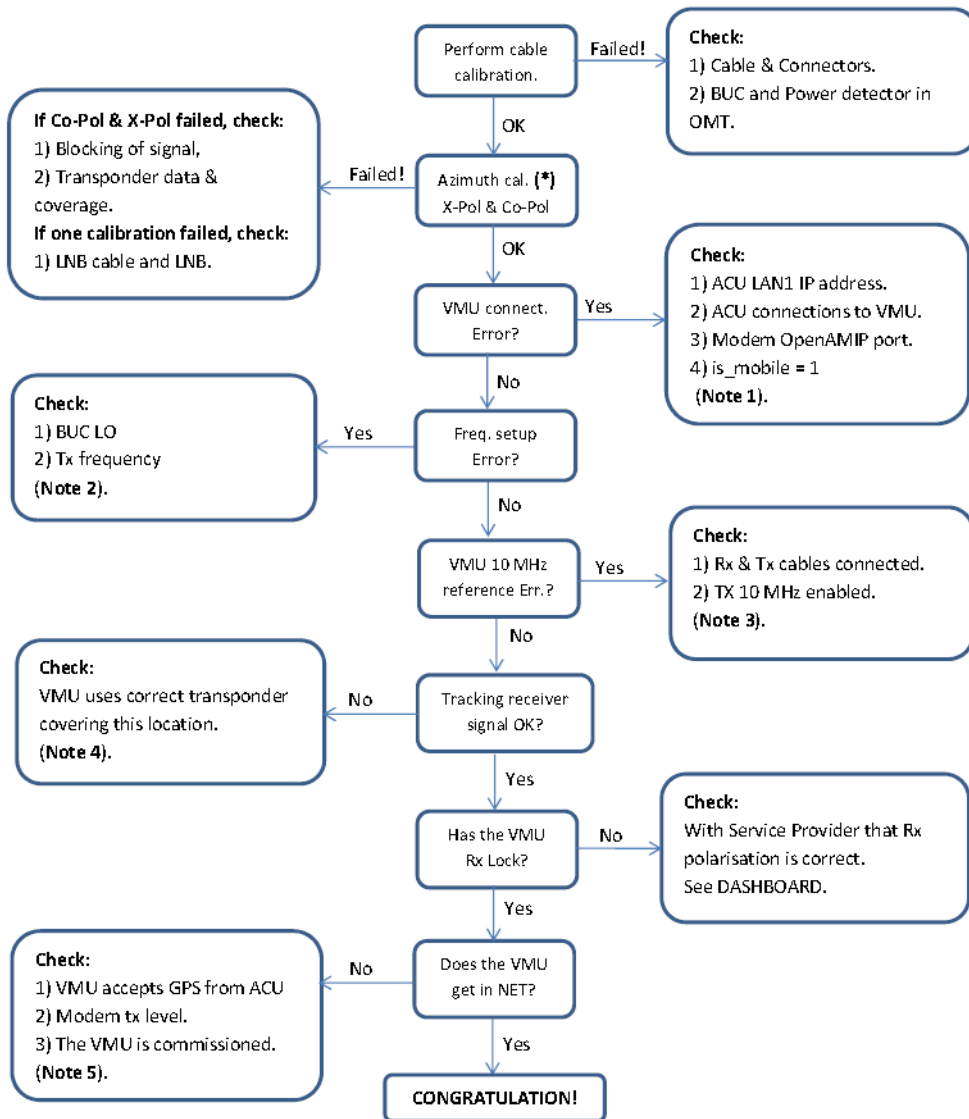 Perform cable
calibration.
Failed!
Check:
1) Cable & Connectors.
2) BUC and Power detector in
OMT.
OK
If Co-Pol & X-Pol failed, check:
1) Blocking of signal,
2) Transponder data &
coverage.
If one calibration failed, check:
1) LNB cable and LNB.
Failed!
Azimuth cal. (*)
X-Pol & Co-Pol
OK
VMU connect.
Error?
Yes
1) ACU LAN1 IP address.
2) ACU connections to VMU.
3) Modem OpenAMIP port.
4) is_mobile = 1
(Note 1).
No
Check:
1) BUC LO
2) Tx frequency
(Note 2).
Yes
Freq. setup
Error?
No
VMU 10 MHz
reference Err.?
Yes
Check:
1) Rx & Tx cables connected.
2) TX 10 MHz enabled.
(Note 3).
No
Check:
VMU uses correct transponder
covering this location.
(Note 4).
No
Tracking receiver
signal OK?
Yes
Has the VMU
Rx Lock?
No
Check:
With Service Provider that Rx
polarisation is correct.
See DASHBOARD.
Yes
Check:
1) VMU accepts GPS from ACU
2) Modem tx level.
3) The VMU is commissioned.
(Note 5).
No
Does the VMU
get in NET?
Yes
CONGRATULATION!